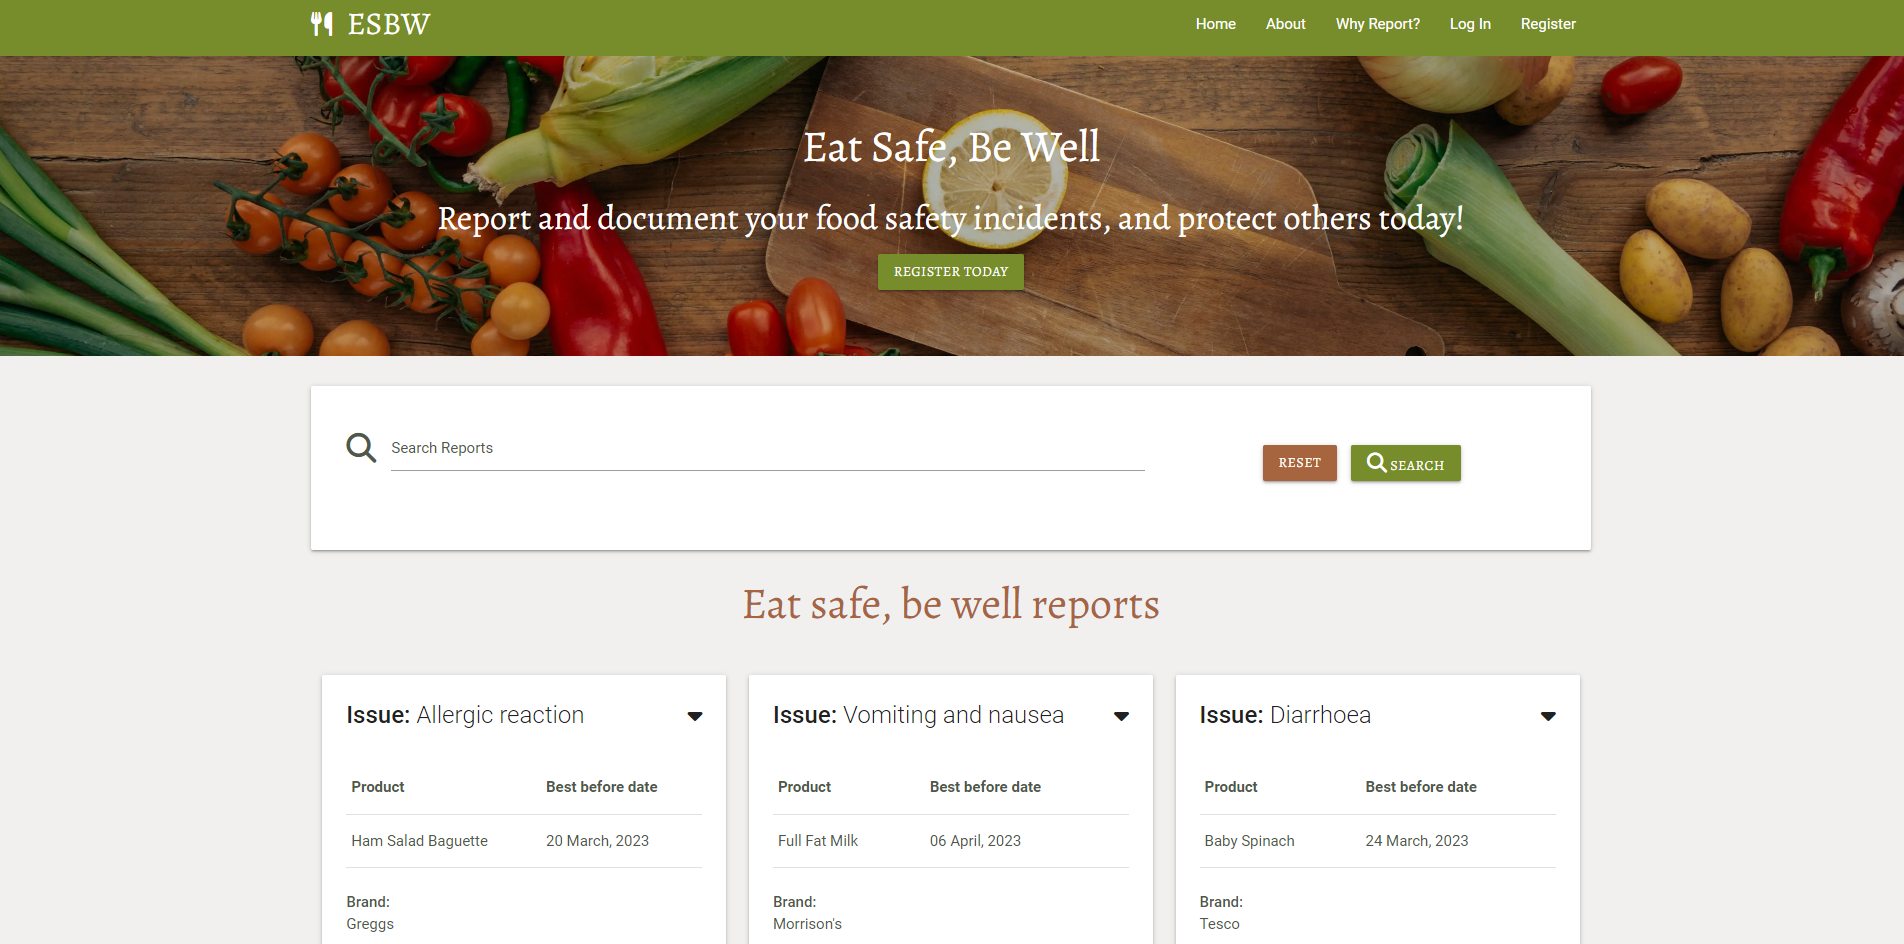 ESBW
Home About Why Report? Log In Register
Eat Safe, Be Well
Report and document your food safety incidents, and protect others today!
REGISTER TODAY
Search Reports
RESET
SEARCH
Eat safe, be well reports
Issue: Allergic reaction
Product Best before date
Ham Salad Baguette 20 March, 2023
Brand:
Greggs
Issue: Vomiting and nausea
Product Best before date
Full Fat Milk 06 April, 2023
Brand:
Morrison's
Issue: Diarrhoea
Product Best before date
Baby Spinach 24 March, 2023
Brand:
Tesco